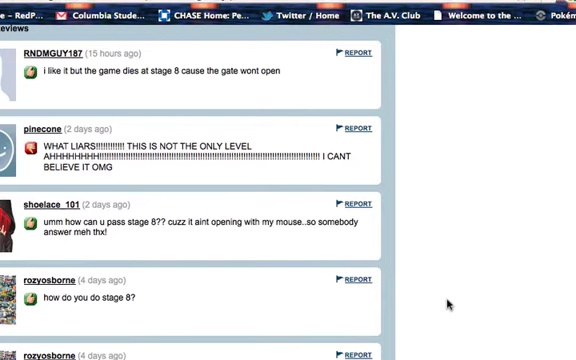 e – RedP...
Columbia Stude...
CHASE Home: Pe...
Twitter / Home
The A.V. Club
Welcome to the ...
Pokém
eviews
RNDMGUY187 (15 hours ago)
REPORT
i like it but the game dies at stage 8 cause the gate wont open
pinecone (2 days ago)
REPORT
WHAT LIARS!!!!!!!!!!! THIS IS NOT THE ONLY LEVEL
AHHHHHHHH!!!!!!!!!!!!!!!!!!!!!!!!!!!!!!!!!!!!!!!!!!!!!!!!!!!!!!!!!!!!!!!!!!!!!!!!!!!!!!!!!! I CANT
BELIEVE IT OMG
shoelace_101 (2 days ago)
REPORT
umm how can u pass stage 8?? cuzz it aint opening with my mouse..so somebody
answer meh thx!
rozyosborne (4 days ago)
REPORT
how do you do stage 8?
rozyosborne (4 days ago)
REPORT